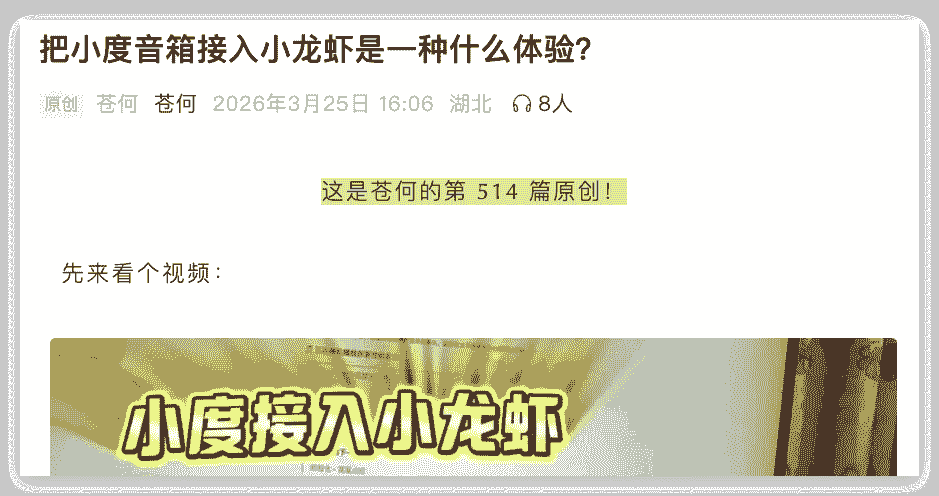 把小度音箱接入小龙虾是一种什么体验?
原创 苍何 苍何 2026年3月25日 16:06 湖北 8人
这是苍何的第 514 篇原创!
先来看个视频:
小度接入小龙虾